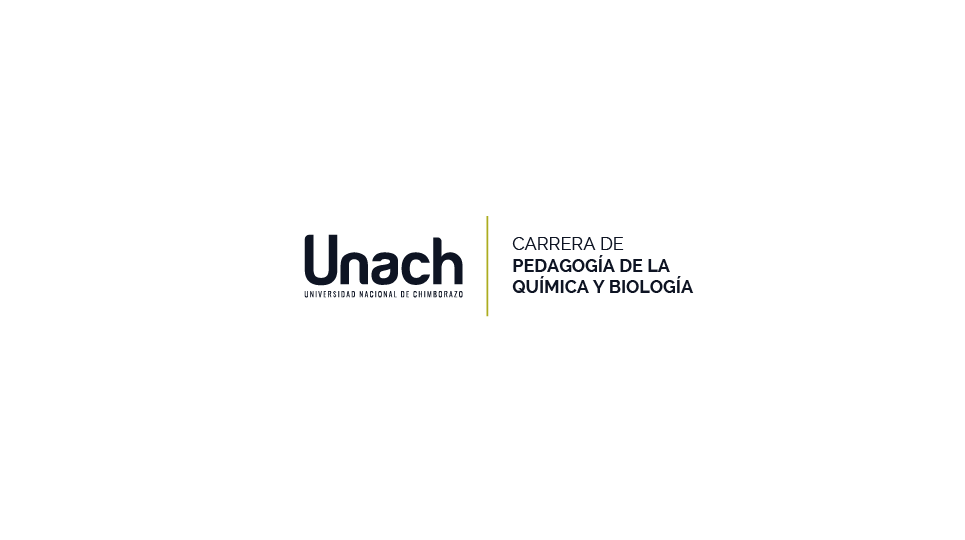 Unach
UNIVERSIDAD NACIONAL DE CHIMBORAZO
CARRERA DE
PEDAGOGÍA DE LA
QUÍMICA Y BIOLOGÍA